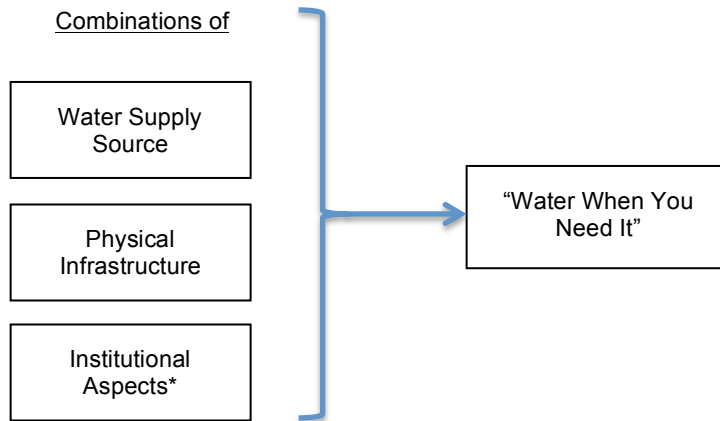 Combinations of
Water Supply
Source
Physical
Infrastructure
Institutional
Aspects*
“Water When You
Need It”